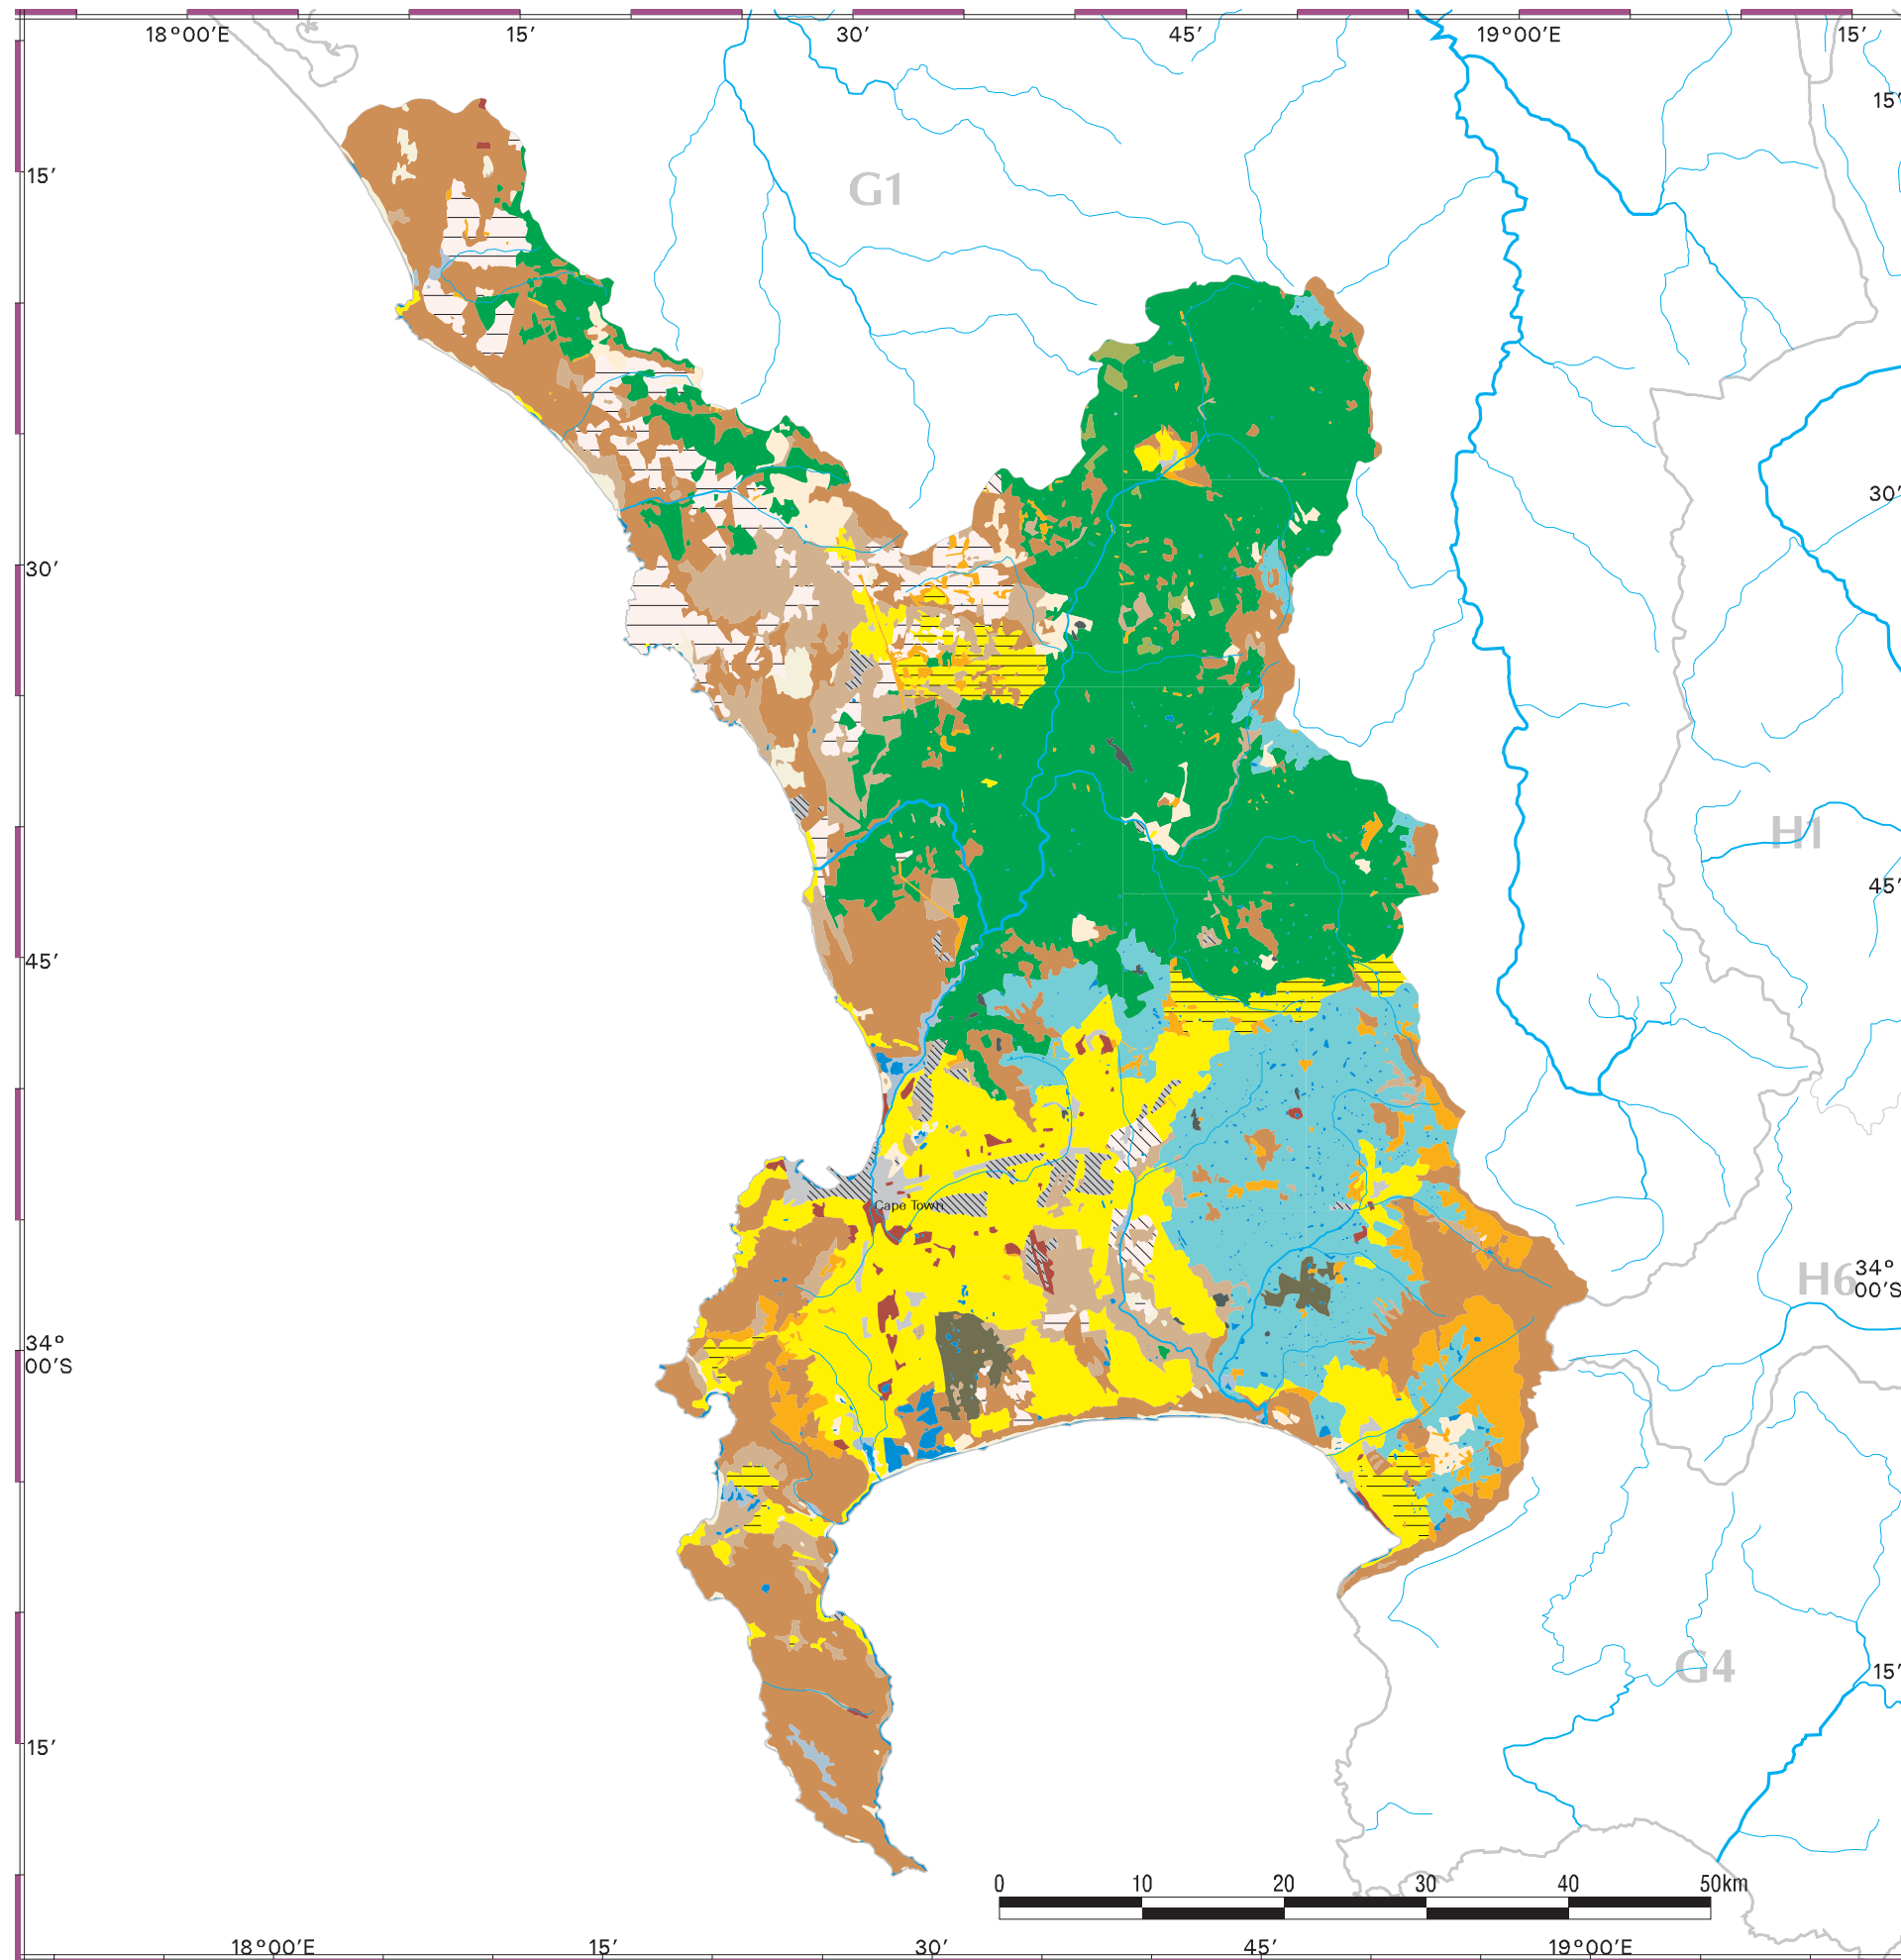 18°00'E 15' 30' 45' 19°00'E 15'
15'
15'
G1
30'
30'
H1
45'
45'
Cape Town
H6
34°
00'S
34°
00'S
G4
15'
15'
0 10 20 30 40 50km
18°00'E 15' 30' 45' 19°00'E